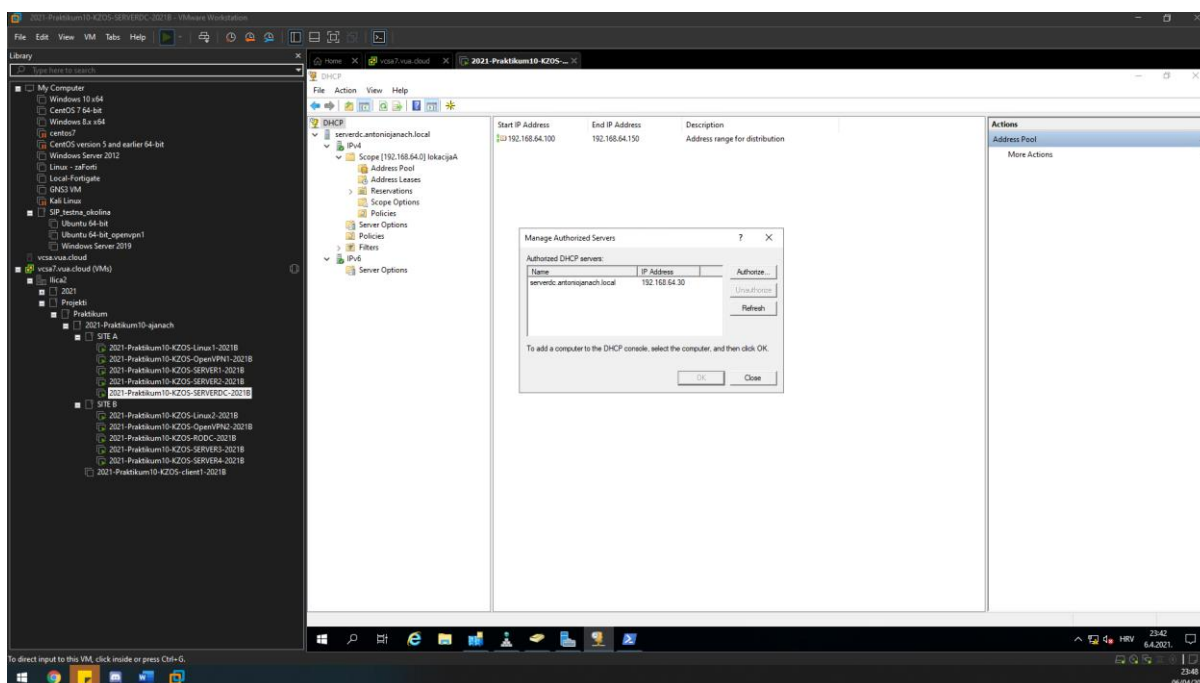 2021-Praktikum10-KZOS-SERVERDC-2021B - VMware Workstation
File Edit View VM Tabs Help
Library
Type here to search
My Computer
Windows 10 x64
CentOS 7 64-bit
Windows 8.x x64
centos7
CentOS version 5 and earlier 64-bit
Windows Server 2012
Linux - zaForti
Local-Fortigate
GNS3 VM
Kali Linux
SIP_testna_okolina
Ubuntu 64-bit
Ubuntu 64-bit_openvpn1
Windows Server 2019
vcsa.vua.cloud
vcsa7.vua.cloud (VMs)
Ilica2
2021
Projekti
Praktikum
2021-Praktikum10-ajanach
SITE A
2021-Praktikum10-KZOS-Linux1-2021B
2021-Praktikum10-KZOS-OpenVPN1-2021B
2021-Praktikum10-KZOS-SERVER1-2021B
2021-Praktikum10-KZOS-SERVER2-2021B
2021-Praktikum10-KZOS-SERVERDC-2021B
SITE B
2021-Praktikum10-KZOS-Linux2-2021B
2021-Praktikum10-KZOS-OpenVPN2-2021B
2021-Praktikum10-KZOS-RODC-2021B
2021-Praktikum10-KZOS-SERVER3-2021B
2021-Praktikum10-KZOS-SERVER4-2021B
2021-Praktikum10-KZOS-client1-2021B
Home vcsa7.vua.cloud 2021-Praktikum10-KZOS-...
DHCP
File Action View Help
DHCP
serverdc.antoniojanach.local
IPv4
Scope [192.168.64.0] lokacijaA
Address Pool
Address Leases
Reservations
Scope Options
Policies
Server Options
Policies
Filters
IPv6
Server Options
Start IP Address End IP Address Description
192.168.64.100 192.168.64.150 Address range for distribution
Actions
Address Pool
More Actions
Manage Authorized Servers ?
Authorized DHCP servers:
Name IP Address
serverdc.antoniojanach.local 192.168.64.30
Authorize...
Unauthorize
Refresh
To add a computer to the DHCP console, select the computer, and then click OK.
OK Close
HRV 23:42
6.4.2021.
To direct input to this VM, click inside or press Ctrl+G.
23:48